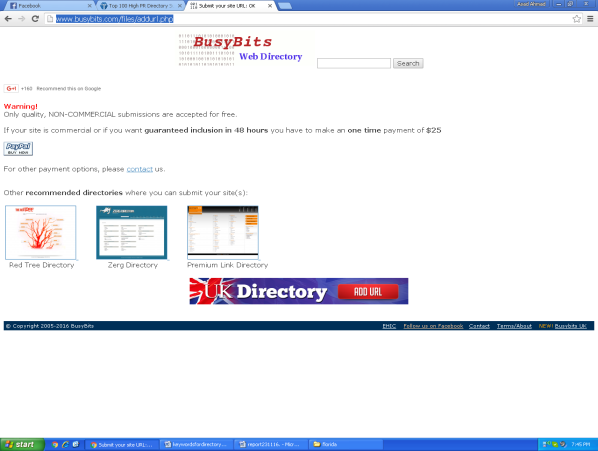 Facebook
Top 100 High PR Directory S
Submit your site URL: OK
Asad Ahmad
www.busybits.com/files/addurl.php
BusyBits
Web Directory
Search
G+1 +160 Recommend this on Google
Warning!
Only quality, NON-COMMERCIAL submissions are accepted for free.
If your site is commercial or if you want guaranteed inclusion in 48 hours you have to make an one time payment of $25
PayPal
BUY NOW
For other payment options, please contact us.
Other recommended directories where you can submit your site(s):
Red Tree Directory
Zerg Directory
Premium Link Directory
UK Directory ADD URL
© Copyright 2005-2016 BusyBits
EHIC Follow us on Facebook Contact Terms/About NEW! Busybits UK
start
Submit your site URL:...
keywordsfordirectory...
report231116. - Micr...
florida
7:45 PM